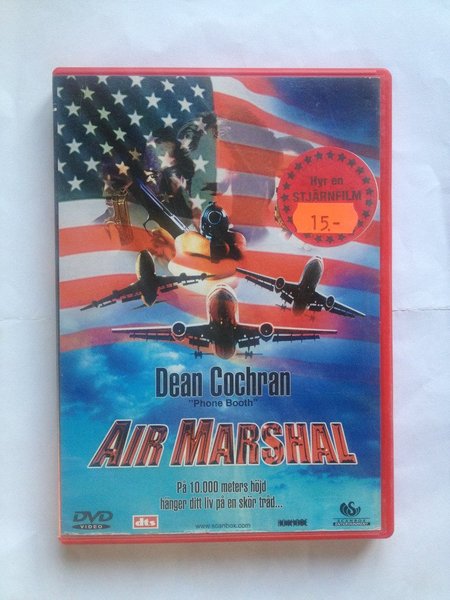 Hyr en
STJÄRNFILM
15.-
Dean Cochran
"Phone Booth"
AIR MARSHAL
På 10.000 meters höjd
hänger ditt liv på en skör tråd...
DVD
VIDEO
dts
www.scanbox.com
SCANBOX